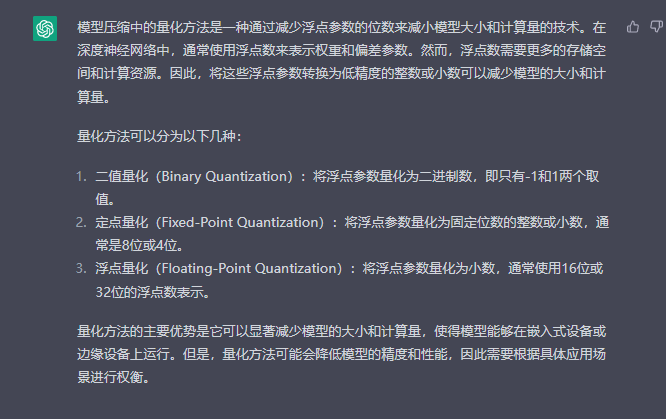 模型压缩中的量化方法是一种通过减少浮点参数的位数来减小模型大小和计算量的技术。在
深度神经网络中，通常使用浮点数来表示权重和偏差参数。然而，浮点数需要更多的存储空
间和计算资源。因此，将这些浮点参数转换为低精度的整数或小数可以减少模型的大小和计
算量。
量化方法可以分为以下几种：
1. 二值量化（Binary Quantization）：将浮点参数量化为二进制数，即只有-1和1两个取
值。
2. 定点量化（Fixed-Point Quantization）：将浮点参数量化为固定位数的整数或小数，通
常是8位或4位。
3. 浮点量化（Floating-Point Quantization）：将浮点参数量化为小数，通常使用16位或
32位的浮点数表示。
量化方法的主要优势是它可以显著减少模型的大小和计算量，使得模型能够在嵌入式设备或
边缘设备上运行。但是，量化方法可能会降低模型的精度和性能，因此需要根据具体应用场
景进行权衡。